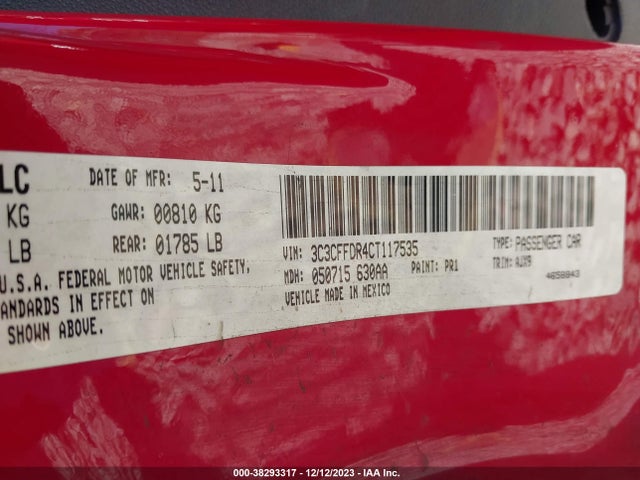 LC DATE OF MFR: 5-11
KG GAWR: 00810 KG
LB REAR: 01785 LB
U.S.A. FEDERAL MOTOR VEHICLE SAFETY,
ANDARDS IN EFFECT ON
SHOWN ABOVE.
VIN: 3C3CFFDR4CT117535 TYPE: PASSENGER CAR
MDH: 050715 630AA PAINT: PR1 TRIM: AJX9
VEHICLE MADE IN MEXICO 4658843
000-38293317 - 12/12/2023 - IAA Inc.